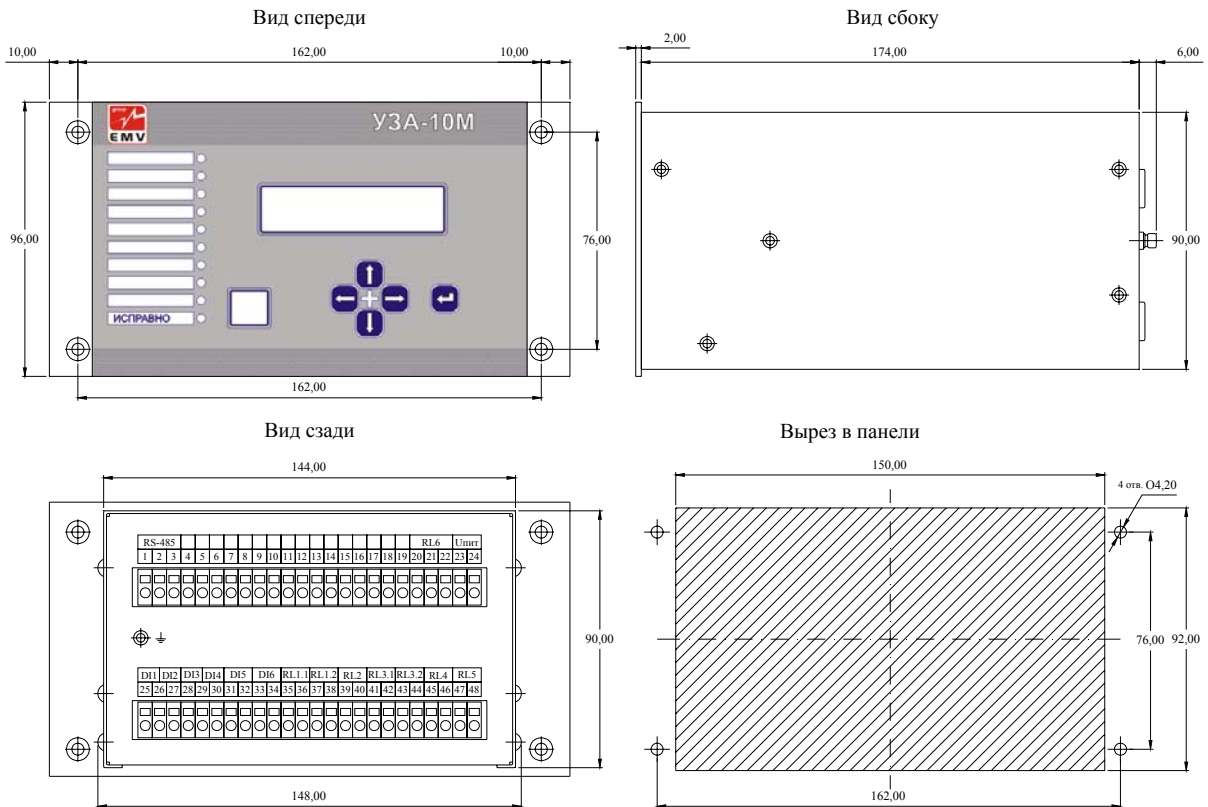 Вид спереди
10,00
162,00
10,00
group
EMV
УЗА-10М
96,00
76,00
ИСПРАВНО
162,00
Вид сбоку
2,00
174,00
6,00
90,00
Вид сзади
144,00
RS-485 RL6 Uпит
1 2 3 4 5 6 7 8 9 10 11 12 13 14 15 16 17 18 19 20 21 22 23 24
90,00
DI1 DI2 DI3 DI4 DI5 DI6 RL1.1 RL1.2 RL2 RL3.1 RL3.2 RL4 RL5
25 26 27 28 29 30 31 32 33 34 35 36 37 38 39 40 41 42 43 44 45 46 47 48
148,00
Вырез в панели
150,00
4 отв. O4,20
76,00
92,00
162,00